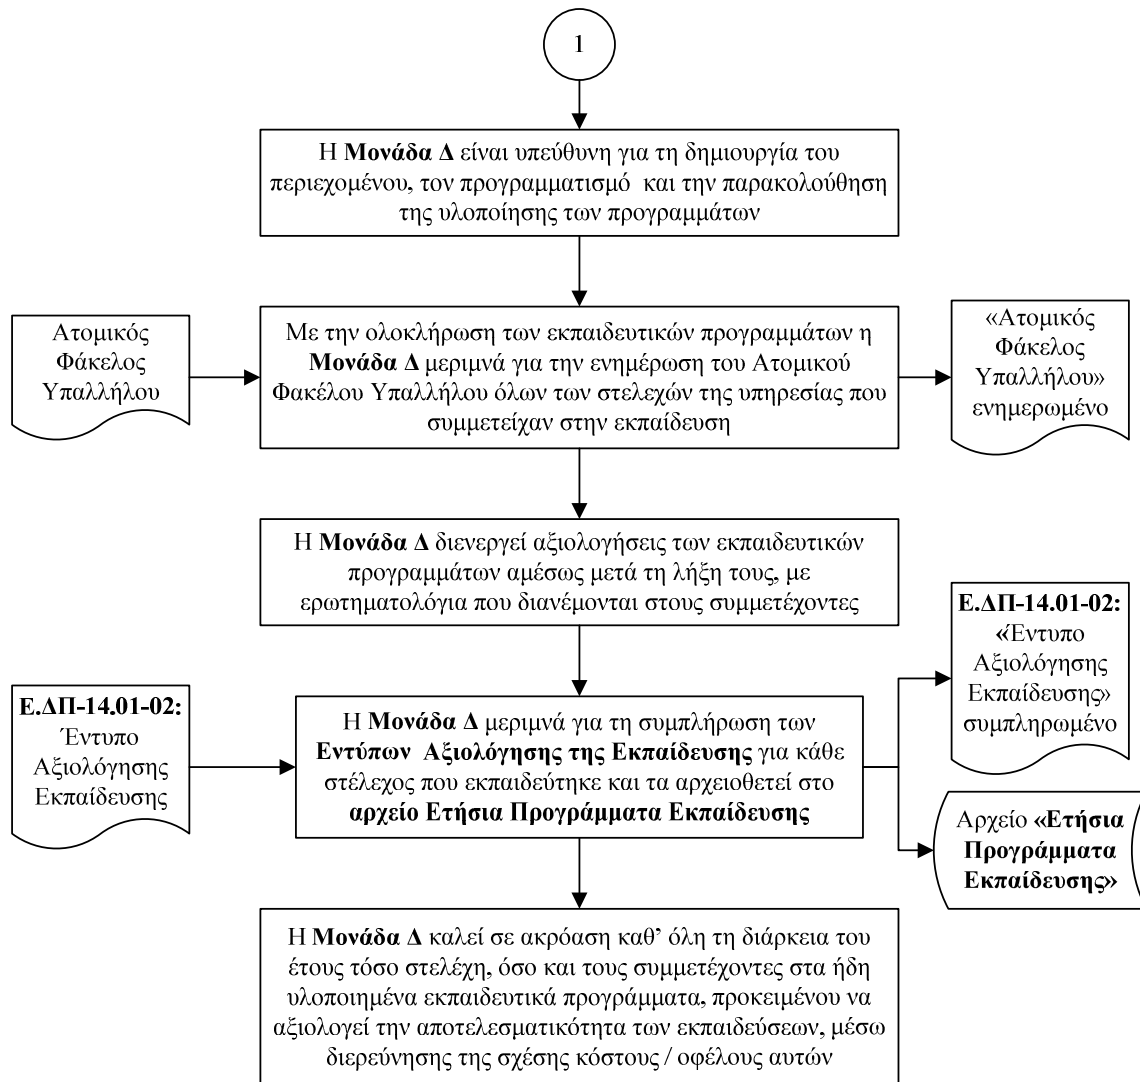 1
Η Μονάδα Δ είναι υπεύθυνη για τη δημιουργία του
περιεχομένου, τον προγραμματισμό και την παρακολούθηση
της υλοποίησης των προγραμμάτων
Ατομικός
Φάκελος
Υπαλλήλου
Με την ολοκλήρωση των εκπαιδευτικών προγραμμάτων η
Μονάδα Δ μεριμνά για την ενημέρωση του Ατομικού
Φακέλου Υπαλλήλου όλων των στελεχών της υπηρεσίας που
συμμετείχαν στην εκπαίδευση
«Ατομικός
Φάκελος
Υπαλλήλου»
ενημερωμένο
Η Μονάδα Δ διενεργεί αξιολογήσεις των εκπαιδευτικών
προγραμμάτων αμέσως μετά τη λήξη τους, με
ερωτηματολόγια που διανέμονται στους συμμετέχοντες
Ε.ΔΠ-14.01-02:
Έντυπο
Αξιολόγησης
Εκπαίδευσης
Η Μονάδα Δ μεριμνά για τη συμπλήρωση των
Εντύπων Αξιολόγησης της Εκπαίδευσης για κάθε
στέλεχος που εκπαιδεύτηκε και τα αρχειοθετεί στο
αρχείο Ετήσια Προγράμματα Εκπαίδευσης
Ε.ΔΠ-14.01-02:
«Έντυπο
Αξιολόγησης
Εκπαίδευσης»
συμπληρωμένο
Αρχείο «Ετήσια
Προγράμματα
Εκπαίδευσης»
Η Μονάδα Δ καλεί σε ακρόαση καθ’ όλη τη διάρκεια του
έτους τόσο στελέχη, όσο και τους συμμετέχοντες στα ήδη
υλοποιημένα εκπαιδευτικά προγράμματα, προκειμένου να
αξιολογεί την αποτελεσματικότητα των εκπαιδεύσεων, μέσω
διερεύνησης της σχέσης κόστους / οφέλους αυτών